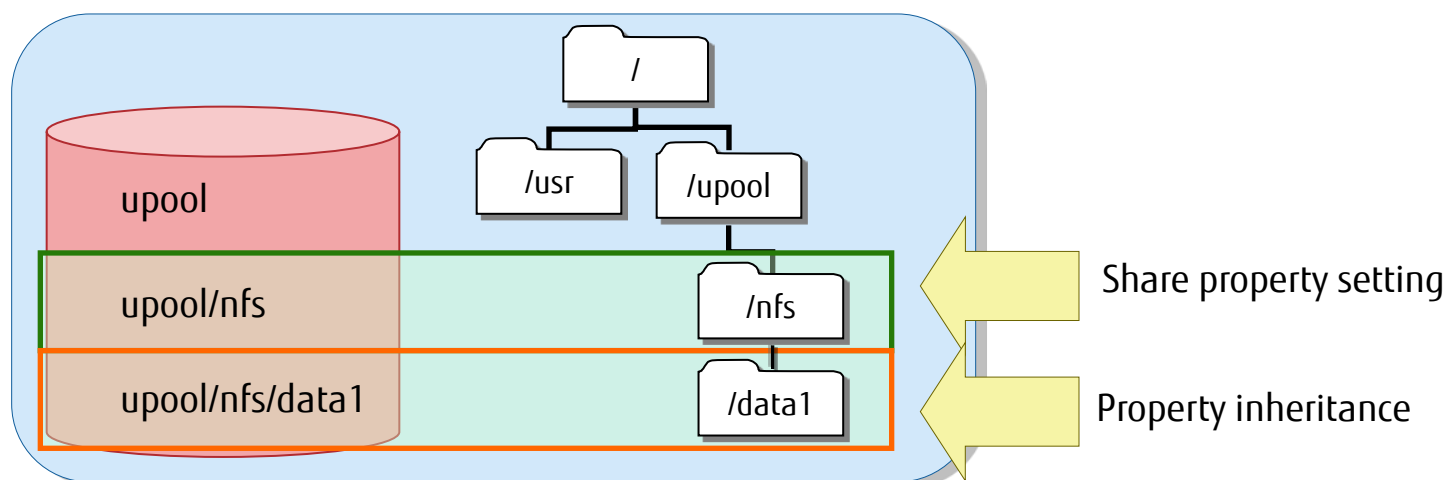 /
/usr
/upool
upool
upool/nfs
/nfs
Share property setting
upool/nfs/data1
/data1
Property inheritance